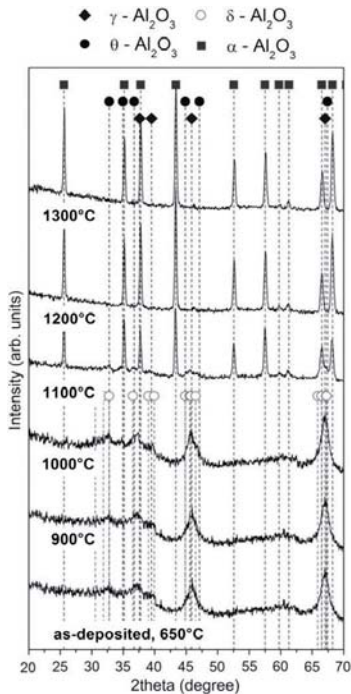 γ - Al2O3 δ - Al2O3
θ - Al2O3 α - Al2O3
1300°C
1200°C
1100°C
1000°C
900°C
as-deposited, 650°C
Intensity (arb. units)
20 25 30 35 40 45 50 55 60 65 70
2theta (degree)